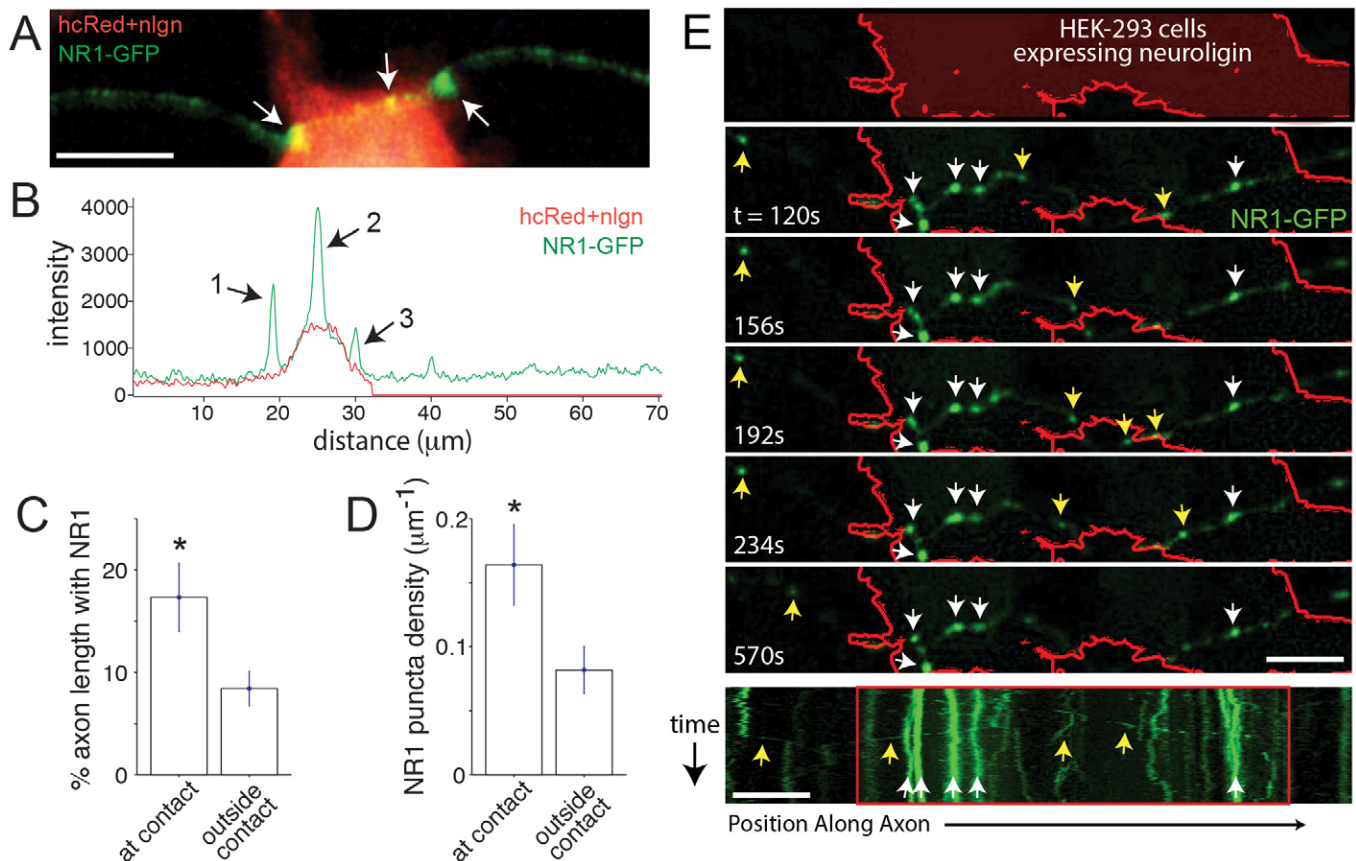 A
hcRed+nlgn
NR1-GFP
B
intensity
4000
3000
2000
1000
0
hcRed+nlgn
NR1-GFP
1
2
3
10
20
30
40
50
60
70
distance (μm)
C
% axon length with NR1
20
10
0
*
at contact
outside
contact
D
NR1 puncta density (μm⁻¹)
0.2
0.1
0
*
at contact
outside
contact
E
HEK-293 cells
expressing neuroligin
t = 120s
NR1-GFP
156s
192s
234s
570s
time
Position Along Axon